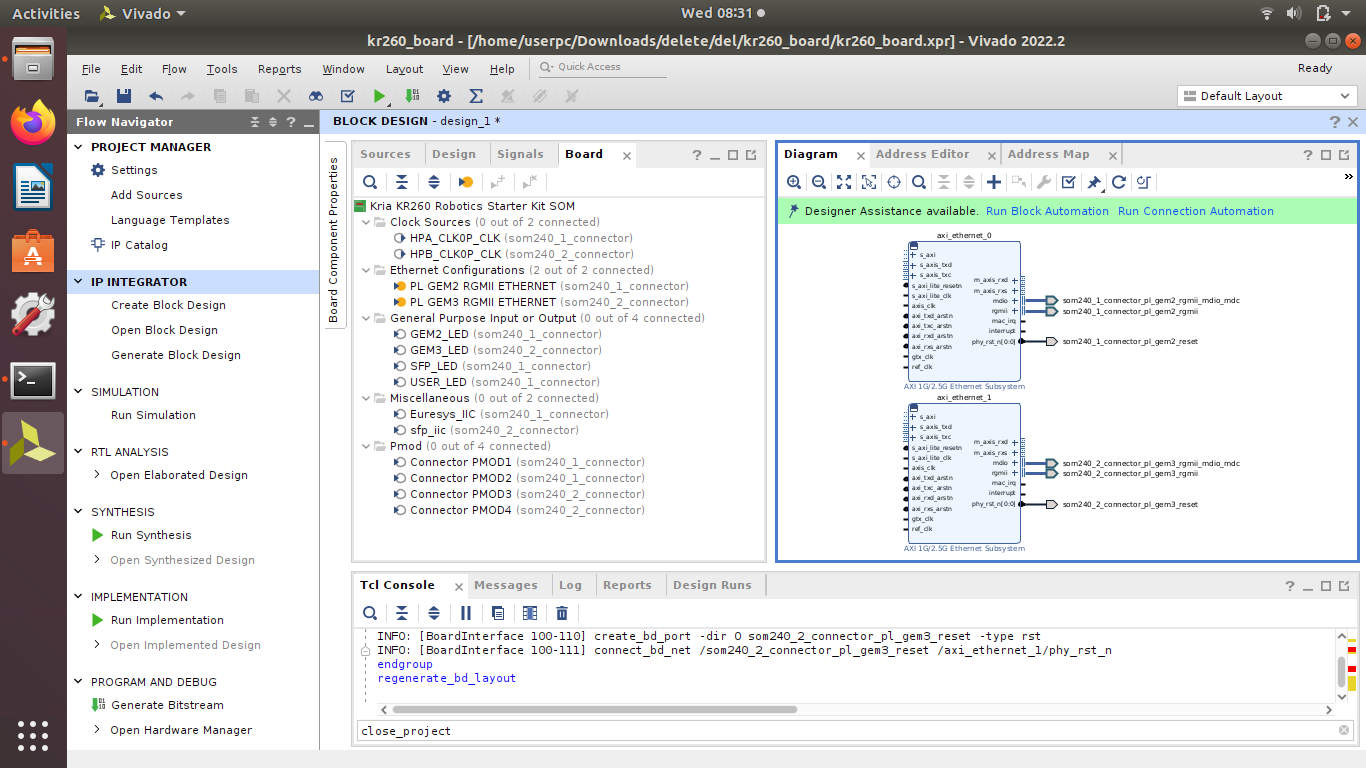 Activities
Vivado
Wed 08:31
kr260_board - [/home/userpc/Downloads/delete/del/kr260_board/kr260_board.xpr] - Vivado 2022.2
File Edit Flow Tools Reports Window Layout View Help
Quick Access
Ready
Default Layout
Flow Navigator
PROJECT MANAGER
Settings
Add Sources
Language Templates
IP Catalog
IP INTEGRATOR
Create Block Design
Open Block Design
Generate Block Design
SIMULATION
Run Simulation
RTL ANALYSIS
Open Elaborated Design
SYNTHESIS
Run Synthesis
Open Synthesized Design
IMPLEMENTATION
Run Implementation
Open Implemented Design
PROGRAM AND DEBUG
Generate Bitstream
Open Hardware Manager
BLOCK DESIGN - design_1 *
Board Component Properties
Sources Design Signals Board
Kria KR260 Robotics Starter Kit SOM
Clock Sources (0 out of 2 connected)
HPA_CLK0P_CLK (som240_1_connector)
HPB_CLK0P_CLK (som240_2_connector)
Ethernet Configurations (2 out of 2 connected)
PL GEM2 RGMII ETHERNET (som240_1_connector)
PL GEM3 RGMII ETHERNET (som240_2_connector)
General Purpose Input or Output (0 out of 4 connected)
GEM2_LED (som240_1_connector)
GEM3_LED (som240_2_connector)
SFP_LED (som240_1_connector)
USER_LED (som240_1_connector)
Miscellaneous (0 out of 2 connected)
Euresys_IIC (som240_1_connector)
sfp_iic (som240_2_connector)
Pmod (0 out of 4 connected)
Connector PMOD1 (som240_1_connector)
Connector PMOD2 (som240_1_connector)
Connector PMOD3 (som240_2_connector)
Connector PMOD4 (som240_2_connector)
Diagram Address Editor Address Map
Designer Assistance available. Run Block Automation Run Connection Automation
axi_ethernet_0
s_axi
s_axis_txd
s_axis_txc
s_axi_lite_resetn
s_axi_lite_clk
axis_clk
axi_txd_arstn
axi_txc_arstn
axi_rxd_arstn
axi_rxs_arstn
gtx_clk
ref_clk
m_axis_rxd
m_axis_rxs
mdio
rgmii
mac_irq
interrupt
phy_rst_n[0:0]
som240_1_connector_pl_gem2_rgmii_mdio_mdc
som240_1_connector_pl_gem2_rgmii
som240_1_connector_pl_gem2_reset
AXI 1G/2.5G Ethernet Subsystem
axi_ethernet_1
s_axi
s_axis_txd
s_axis_txc
s_axi_lite_resetn
s_axi_lite_clk
axis_clk
axi_txd_arstn
axi_txc_arstn
axi_rxd_arstn
axi_rxs_arstn
gtx_clk
ref_clk
m_axis_rxd
m_axis_rxs
mdio
rgmii
mac_irq
interrupt
phy_rst_n[0:0]
som240_2_connector_pl_gem3_rgmii_mdio_mdc
som240_2_connector_pl_gem3_rgmii
som240_2_connector_pl_gem3_reset
AXI 1G/2.5G Ethernet Subsystem
Tcl Console Messages Log Reports Design Runs
INFO: [BoardInterface 100-110] create_bd_port -dir O som240_2_connector_pl_gem3_reset -type rst
INFO: [BoardInterface 100-111] connect_bd_net /som240_2_connector_pl_gem3_reset /axi_ethernet_1/phy_rst_n
endgroup
regenerate_bd_layout
close_project